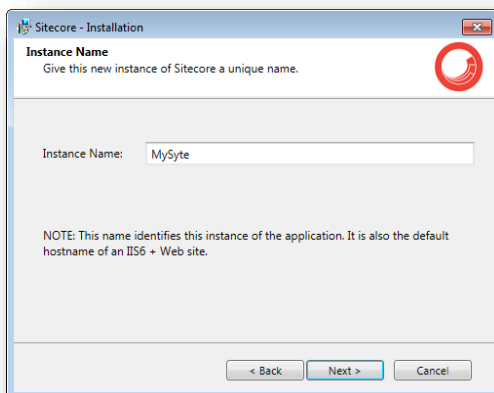 Sitecore - Installation
Instance Name
Give this new instance of Sitecore a unique name.
Instance Name: MySyte
NOTE: This name identifies this instance of the application. It is also the default
hostname of an IIS6 + Web site.
< Back Next > Cancel